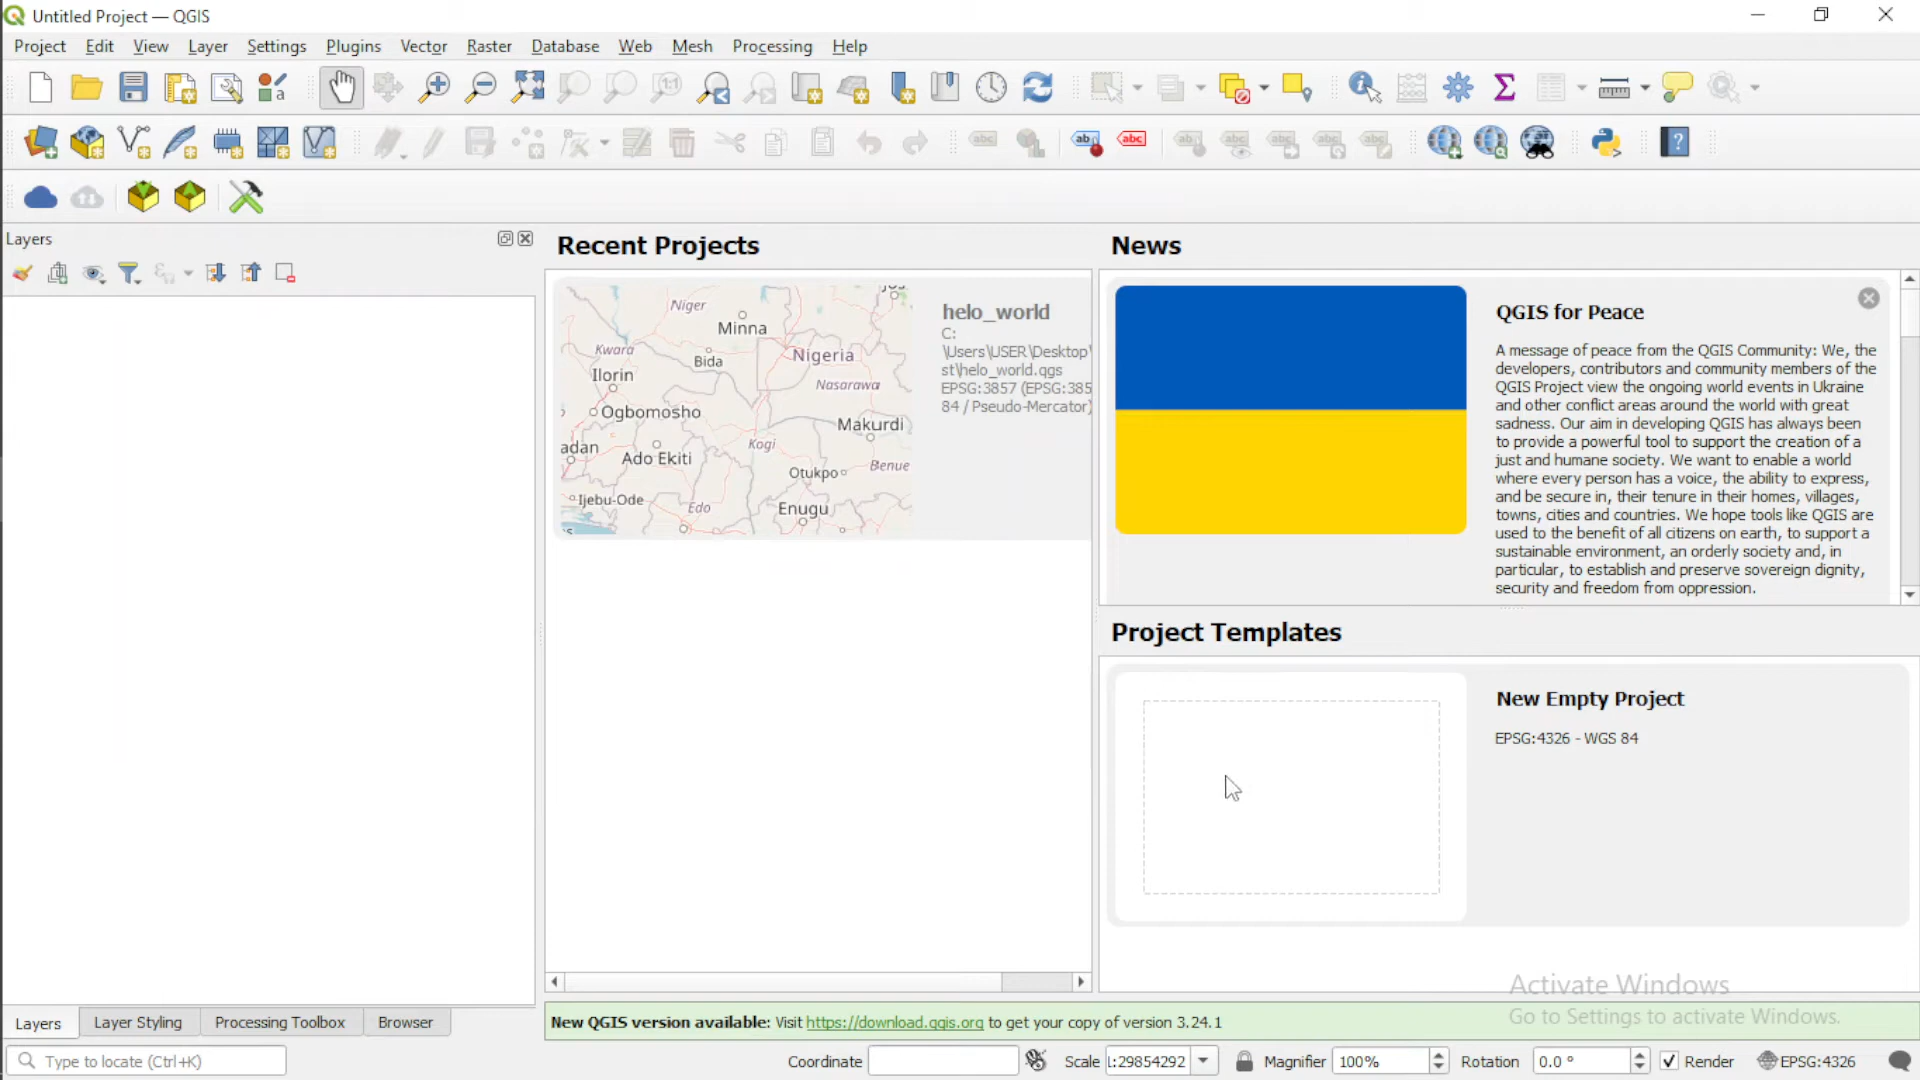 Untitled Project — QGIS
Project Edit View Layer Settings Plugins Vector Raster Database Web Mesh Processing Help
Layers
Recent Projects
helo_world
C:
\Users\USER\Desktop\
st\helo_world.qgs
EPSG:3857 (EPSG:385
84 / Pseudo-Mercator)
Niger
Minna
Kwara
Bida
Nigeria
Ilorin
Nasarawa
Ogbomosho
Makurdi
adan
Kogi
Ado Ekiti
Otukpo
Benue
Ijebu-Ode
Edo
Enugu
News
QGIS for Peace
A message of peace from the QGIS Community: We, the
developers, contributors and community members of the
QGIS Project view the ongoing world events in Ukraine
and other conflict areas around the world with great
sadness. Our aim in developing QGIS has always been
to provide a powerful tool to support the creation of a
just and humane society. We want to enable a world
where every person has a voice, the ability to express,
and be secure in, their tenure in their homes, villages,
towns, cities and countries. We hope tools like QGIS are
used to the benefit of all citizens on earth, to support a
sustainable environment, an orderly society and, in
particular, to establish and preserve sovereign dignity,
security and freedom from oppression.
Project Templates
New Empty Project
EPSG:4326 - WGS 84
Activate Windows
Go to Settings to activate Windows.
Layers Layer Styling Processing Toolbox Browser
New QGIS version available: Visit https://download.qgis.org to get your copy of version 3.24.1
Type to locate (Ctrl+K)
Coordinate
Scale 1:29854292
Magnifier 100%
Rotation 0.0 °
Render
EPSG:4326